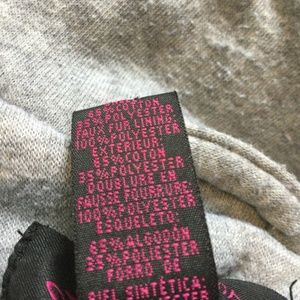 65%COTTON
35%POLYESTER
FAUX FUR LINING:
100%POLYESTER
EXTERIEUR:
65%COTON
35%POLYESTER
DOUBLURE EN
FAUSSE FOURRURE:
100%POLYESTER
ESQUELETO:
65%ALGODÓN
35%POLIESTER
FORRO DE
PIEL SINTÉTICA: